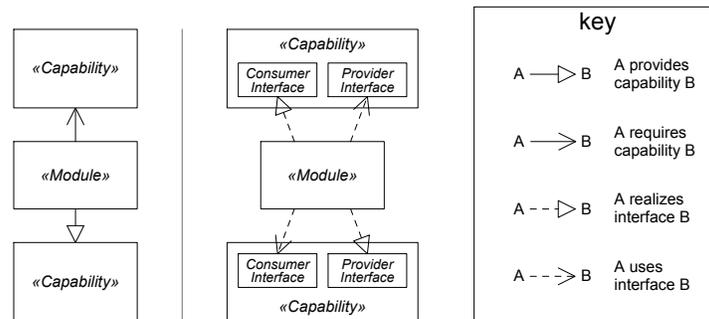 «Capability»
«Module»
«Capability»
«Capability»
Consumer
Interface
Provider
Interface
«Module»
Consumer
Interface
Provider
Interface
«Capability»
key
A B A provides
capability B
A B A requires
capability B
A B A realizes
interface B
A B A uses
interface B